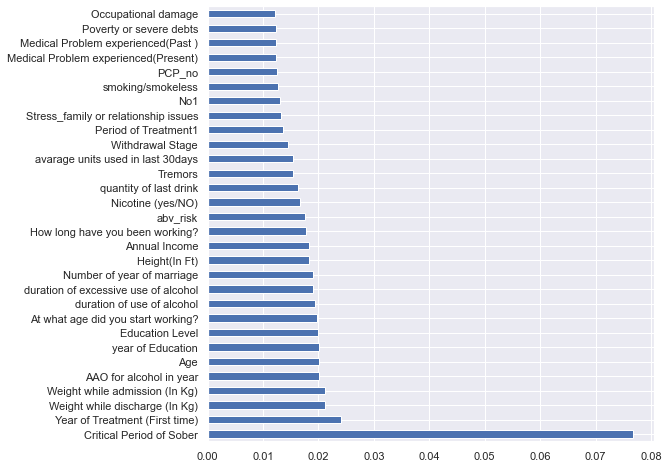 Occupational damage
Poverty or severe debts
Medical Problem experienced(Past )
Medical Problem experienced(Present)
PCP_no
smoking/smokeless
No1
Stress_family or relationship issues
Period of Treatment1
Withdrawal Stage
avarage units used in last 30days
Tremors
quantity of last drink
Nicotine (yes/NO)
abv_risk
How long have you been working?
Annual Income
Height(In Ft)
Number of year of marriage
duration of excessive use of alcohol
duration of use of alcohol
At what age did you start working?
Education Level
year of Education
Age
AAO for alcohol in year
Weight while admission (In Kg)
Weight while discharge (In Kg)
Year of Treatment (First time)
Critical Period of Sober
0.00 0.01 0.02 0.03 0.04 0.05 0.06 0.07 0.08